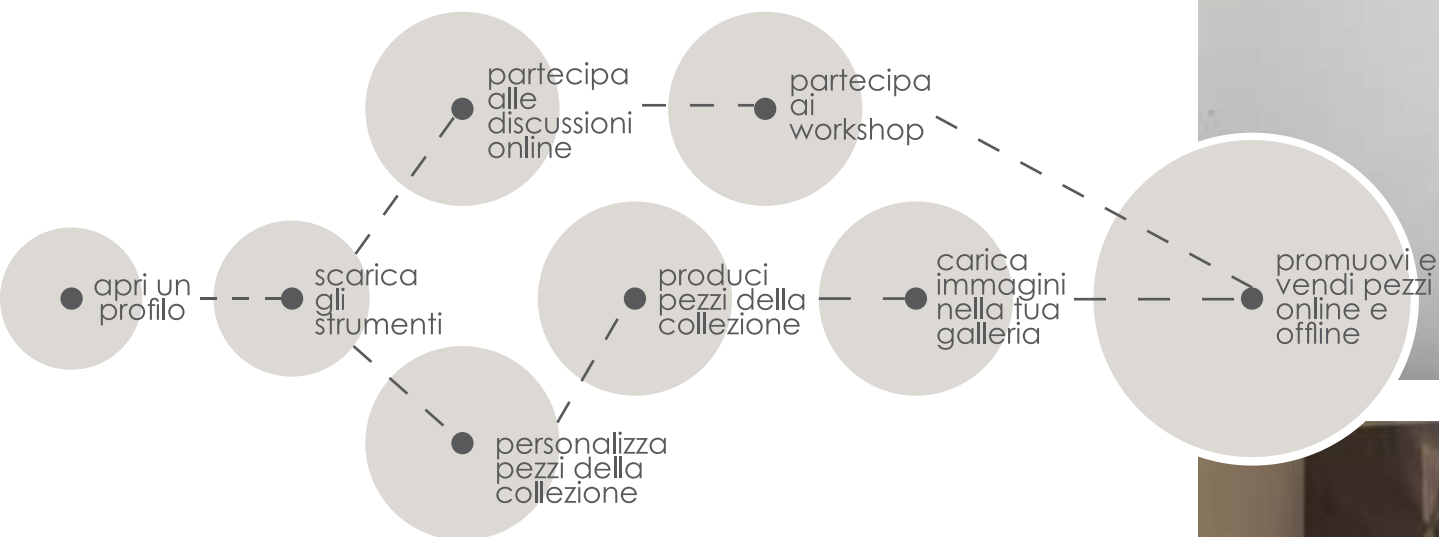 partecipa
alle
discussioni
online
partecipa
ai
workshop
apri un
profilo
scarica
gli
strumenti
produci
pezzi della
collezione
carica
immagini
nella tua
galleria
promuovi e
vendi pezzi
online e
offline
personalizza
pezzi della
collezione